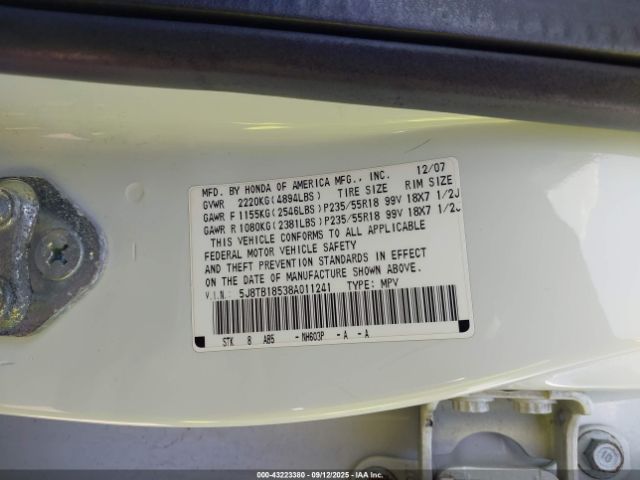 MFD. BY HONDA OF AMERICA MFG., INC. 12/07
GVWR 2220KG(4894LBS) TIRE SIZE RIM SIZE
GAWR F 1155KG(2546LBS)P235/55R18 99V 18X7 1/2J
GAWR R 1080KG(2381LBS)P235/55R18 99V 18X7 1/2J
THIS VEHICLE CONFORMS TO ALL APPLICABLE
FEDERAL MOTOR VEHICLE SAFETY
AND THEFT PREVENTION STANDARDS IN EFFECT
ON THE DATE OF MANUFACTURE SHOWN ABOVE.
V.I.N.: 5J8TB18538A011241 TYPE: MPV
STK 8 AB5 -NH603P -A -A
10
00-43223380 - 09/12/2025 - IAA Inc.